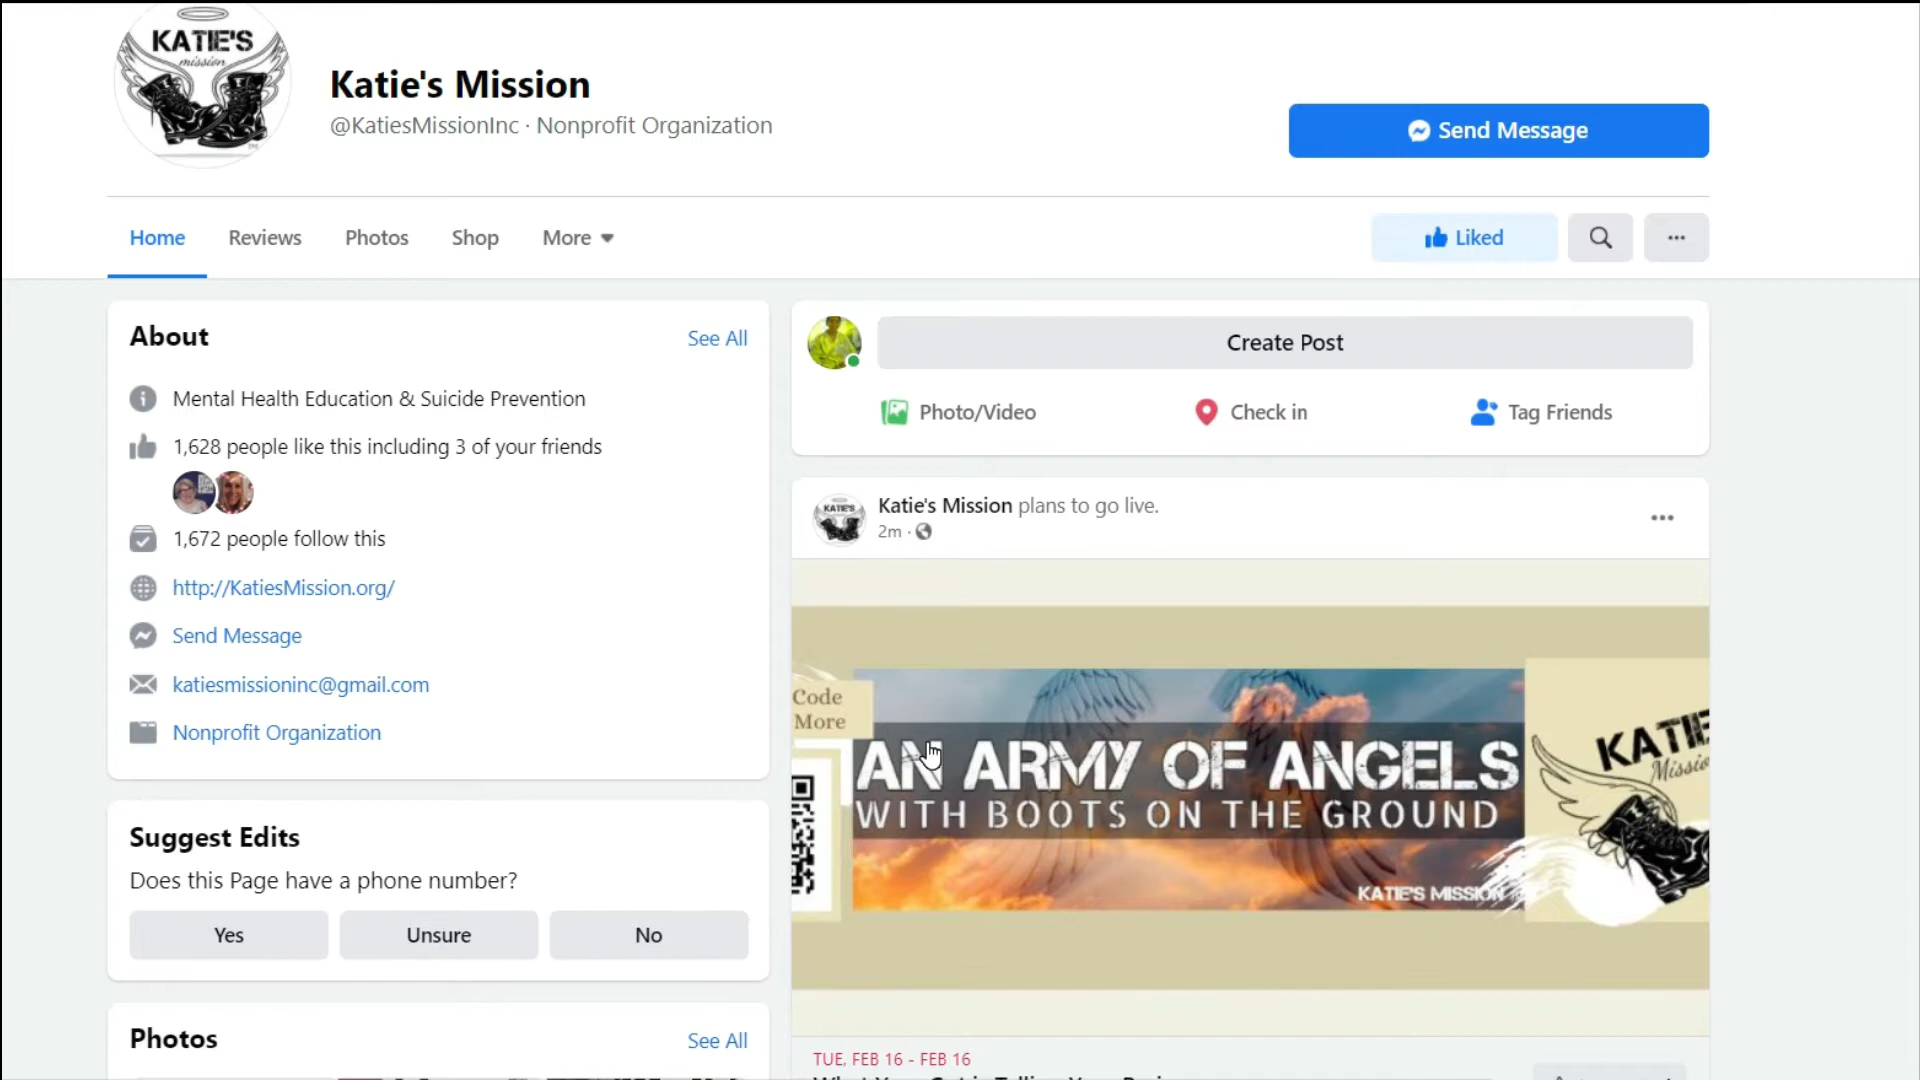 KATIE'S
mission
Katie's Mission
@KatiesMissionInc · Nonprofit Organization
Send Message
Home
Reviews
Photos
Shop
More
Liked
About
See All
Mental Health Education & Suicide Prevention
1,628 people like this including 3 of your friends
1,672 people follow this
http://KatiesMission.org/
Send Message
katiesmissioninc@gmail.com
Nonprofit Organization
Suggest Edits
Does this Page have a phone number?
Yes
Unsure
No
Photos
See All
Create Post
Photo/Video
Check in
Tag Friends
KATIE'S
Katie's Mission plans to go live.
2m ·
Code
More
AN ARMY OF ANGELS
WITH BOOTS ON THE GROUND
KATIE'S MISSION
KATIE
Missio
TUE, FEB 16 - FEB 16